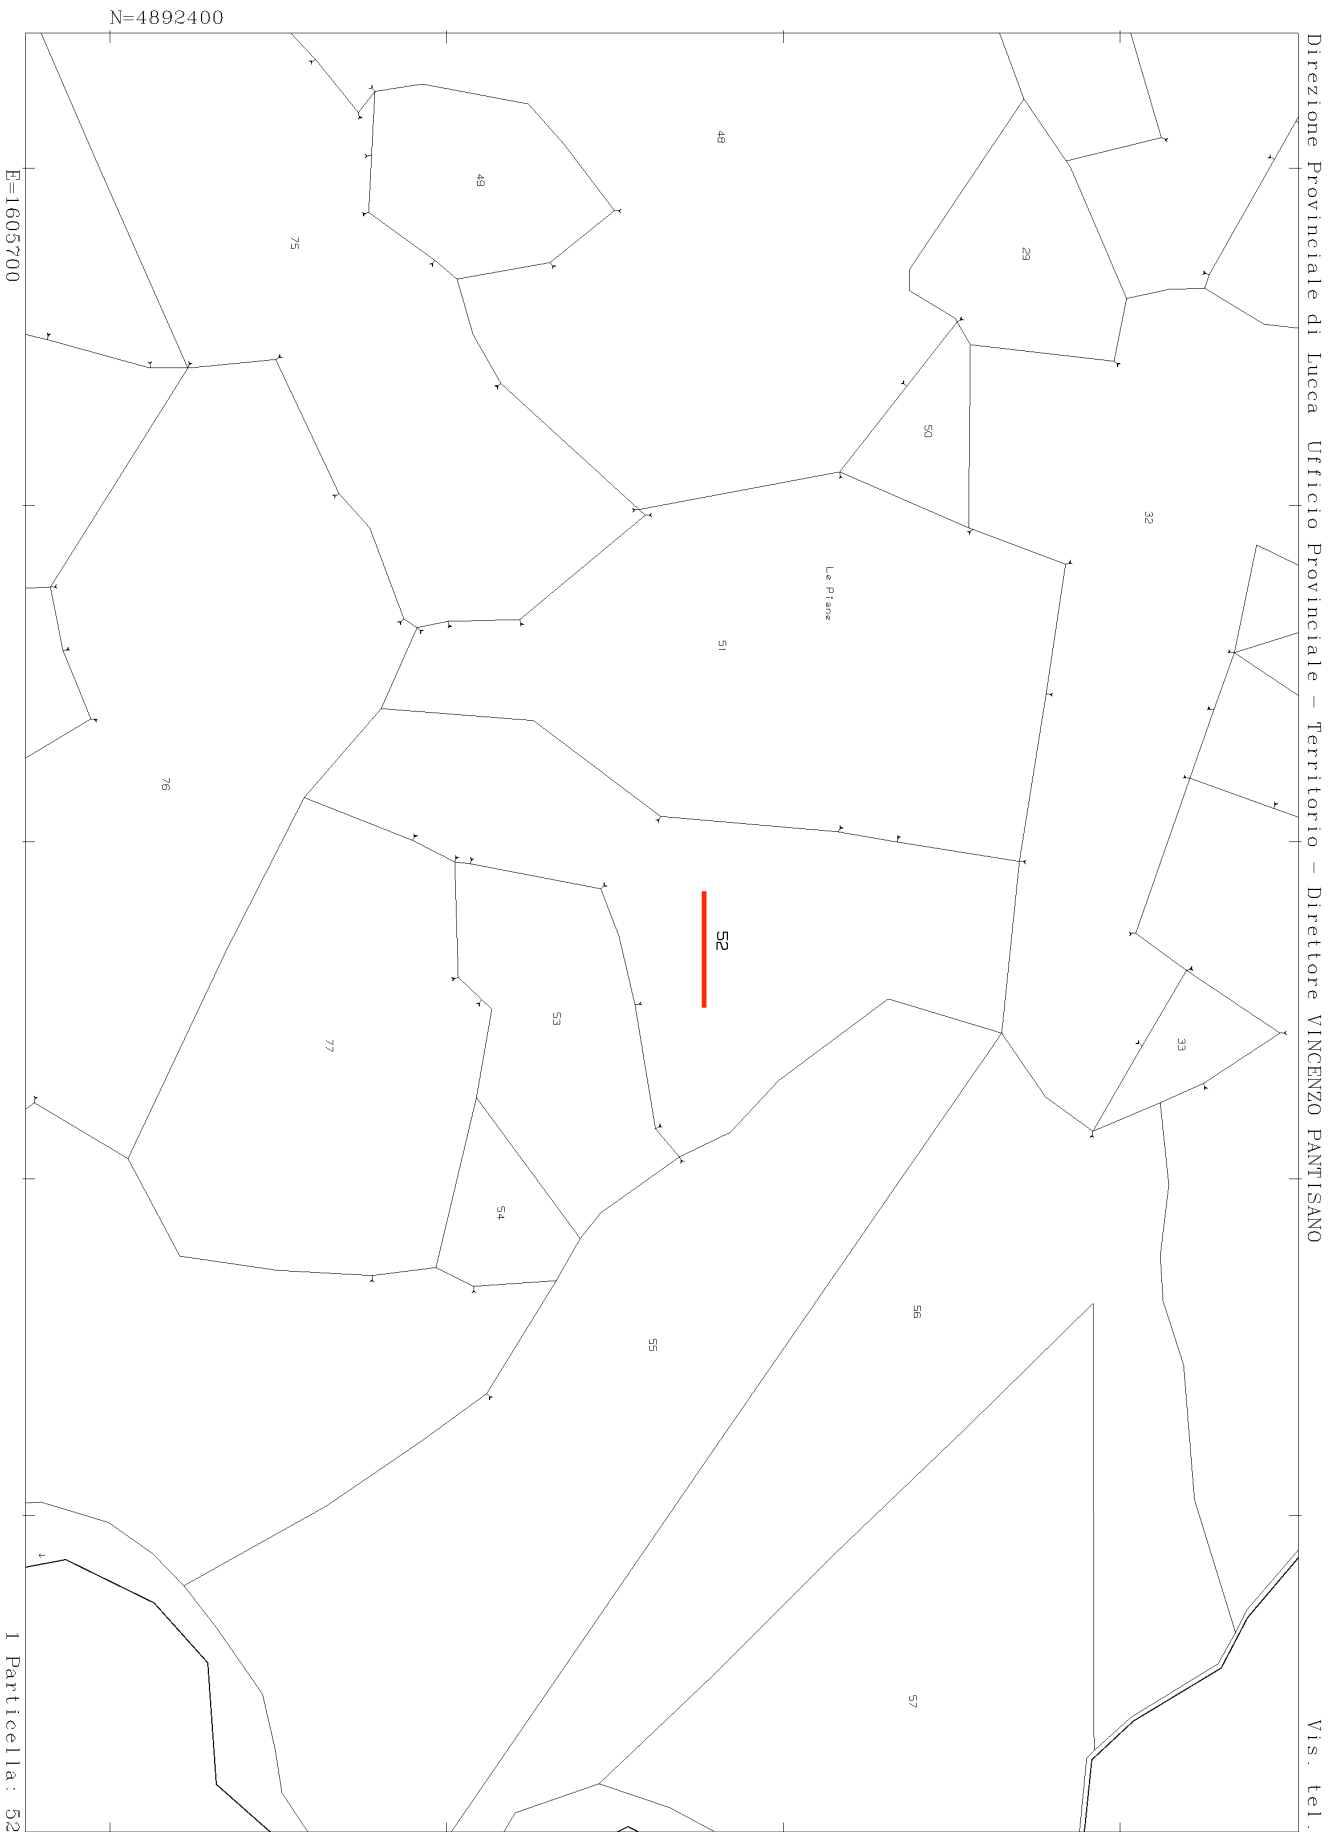 Direzione Provinciale di Lucca Ufficio Provinciale - Territorio - Direttore VINCENZO PANTISANO
Vis. tel.
N=4892400
E=1605700
1 Particella: 52
48
49
75
29
50
32
Le Piane
51
76
52
53
33
77
54
56
55
57